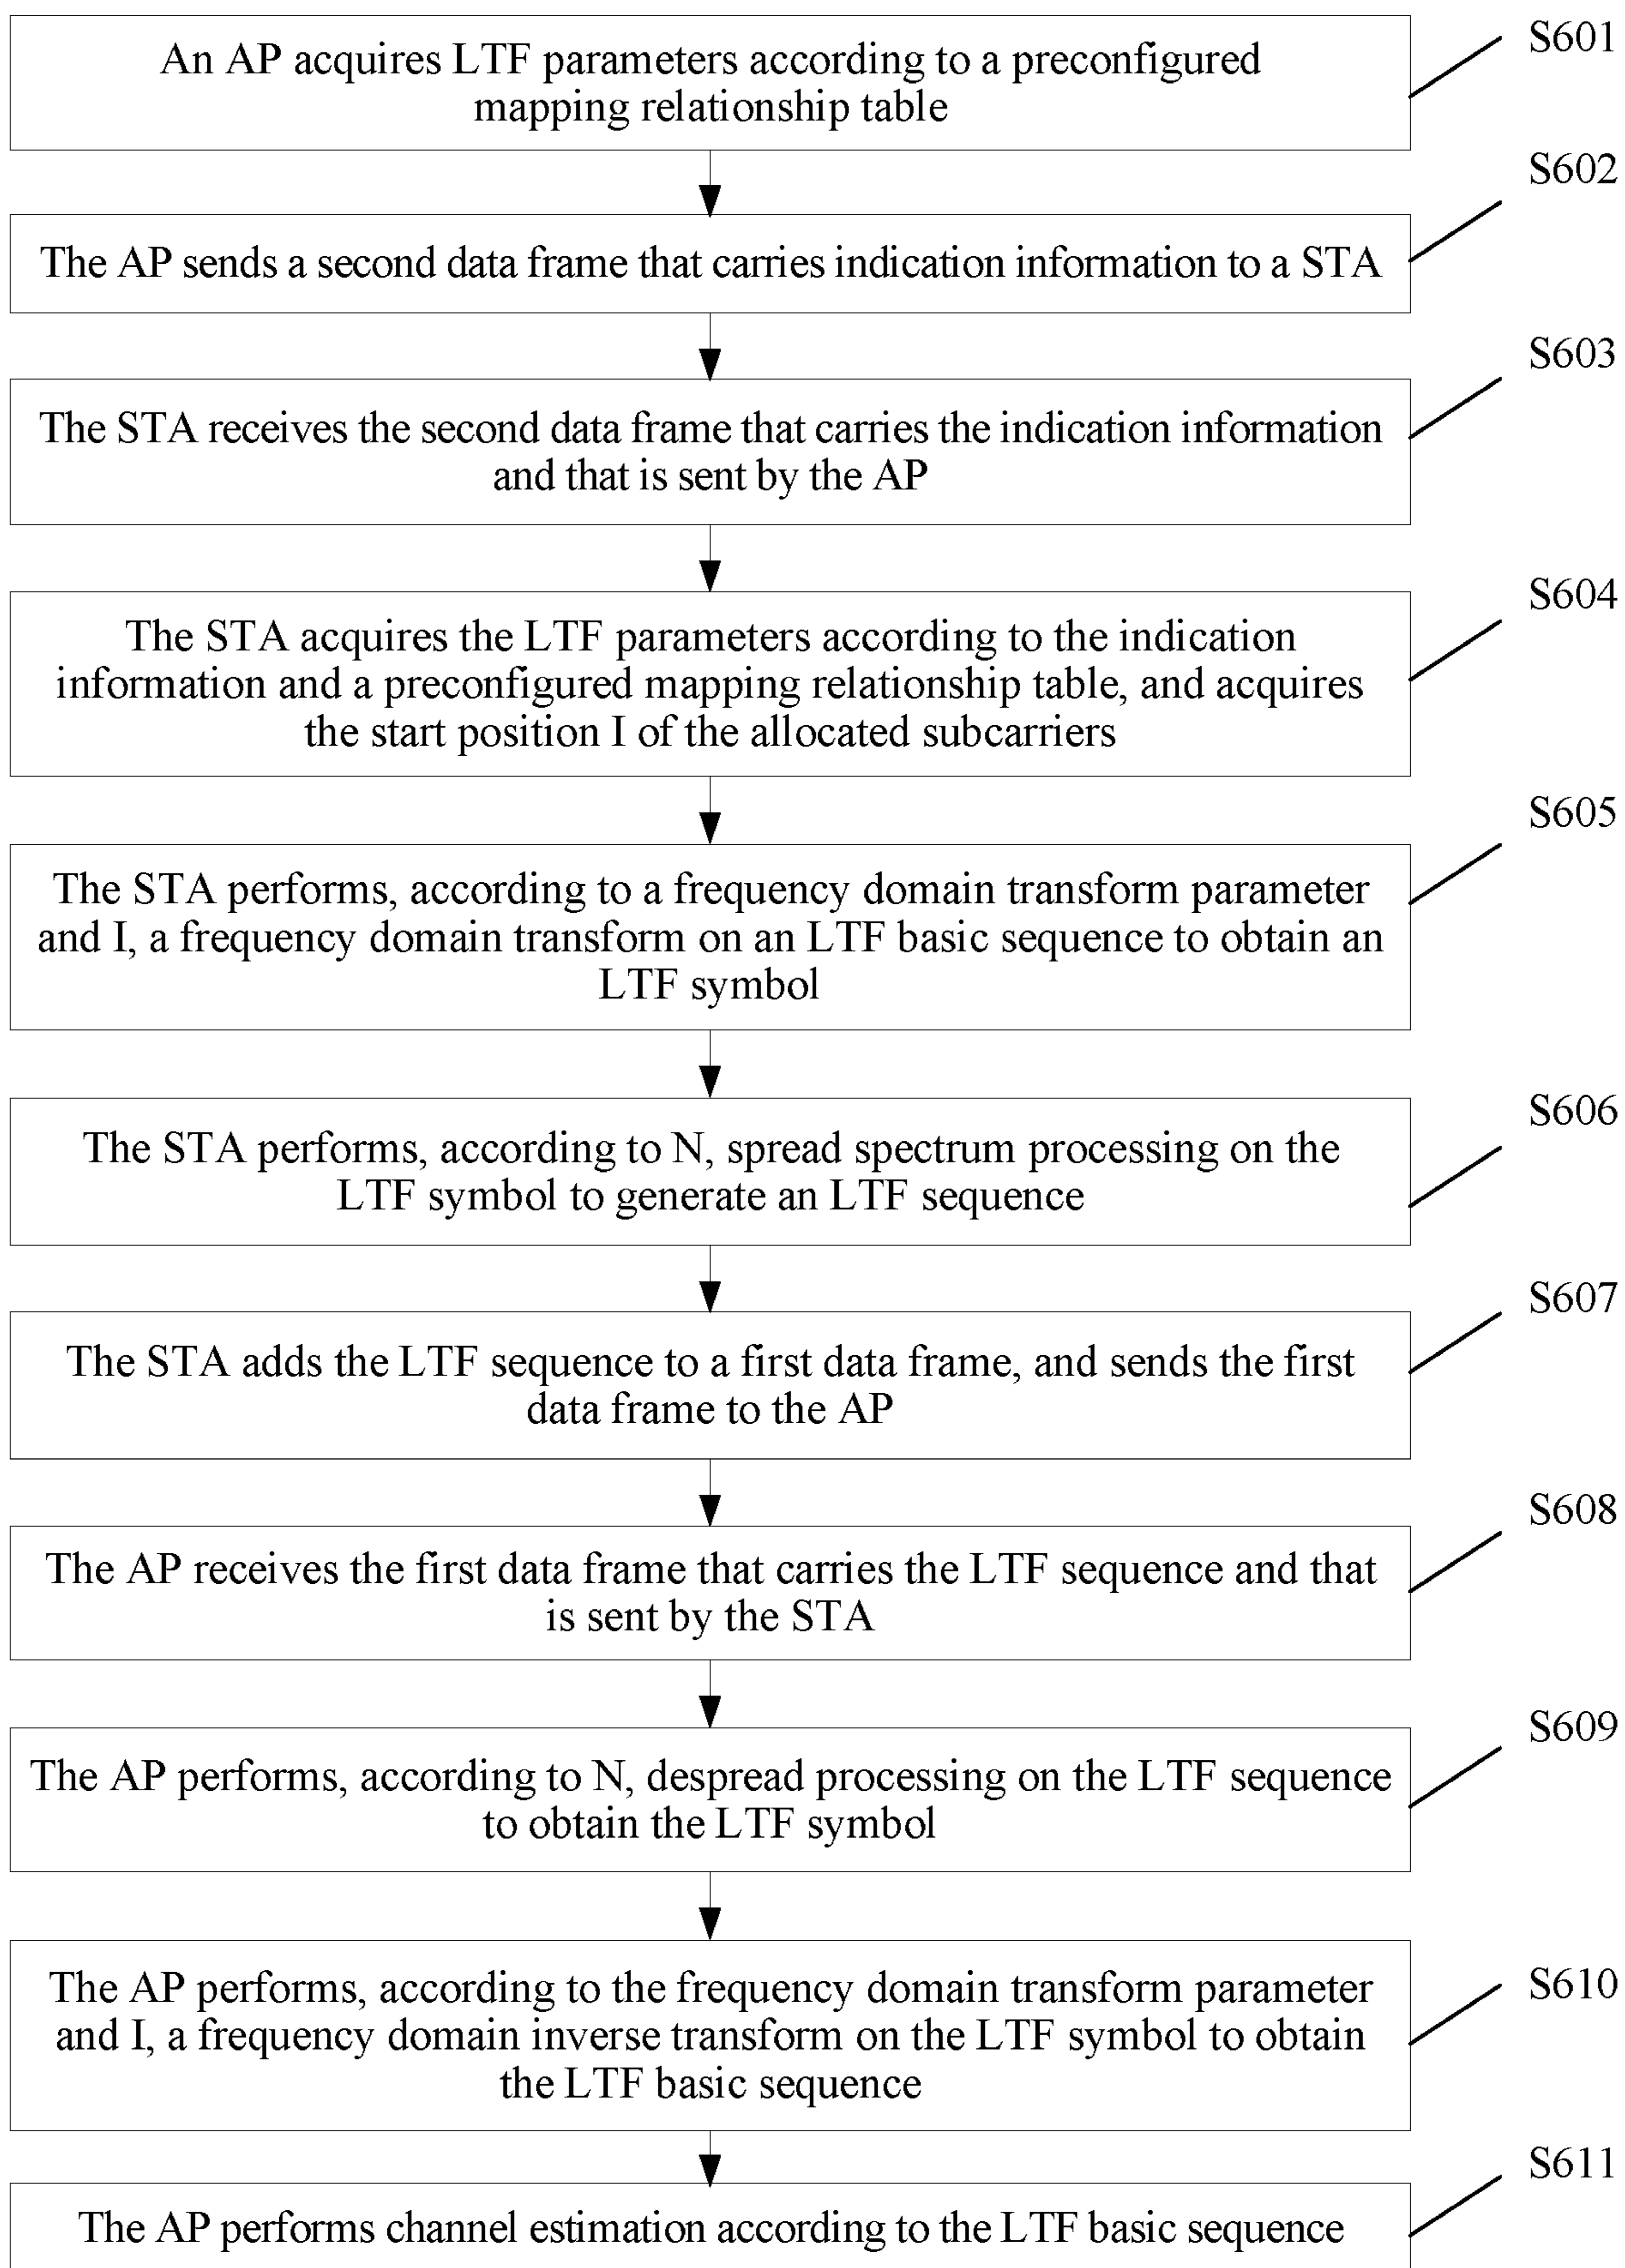 An AP acquires LTF parameters according to a preconfigured
mapping relationship table
S601
The AP sends a second data frame that carries indication information to a STA
S602
The STA receives the second data frame that carries the indication information
and that is sent by the AP
S603
The STA acquires the LTF parameters according to the indication
information and a preconfigured mapping relationship table, and acquires
the start position I of the allocated subcarriers
S604
The STA performs, according to a frequency domain transform parameter
and I, a frequency domain transform on an LTF basic sequence to obtain an
LTF symbol
S605
The STA performs, according to N, spread spectrum processing on the
LTF symbol to generate an LTF sequence
S606
The STA adds the LTF sequence to a first data frame, and sends the first
data frame to the AP
S607
The AP receives the first data frame that carries the LTF sequence and that
is sent by the STA
S608
The AP performs, according to N, despread processing on the LTF sequence
to obtain the LTF symbol
S609
The AP performs, according to the frequency domain transform parameter
and I, a frequency domain inverse transform on the LTF symbol to obtain
the LTF basic sequence
S610
The AP performs channel estimation according to the LTF basic sequence
S611